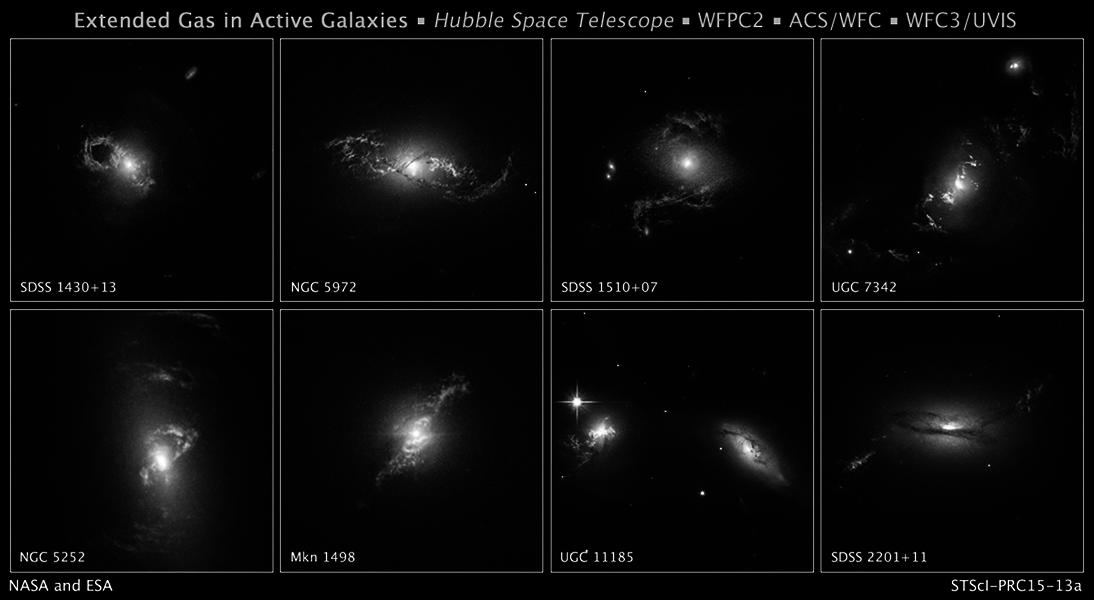 Extended Gas in Active Galaxies ▪ Hubble Space Telescope ▪ WFPC2 ▪ ACS/WFC ▪ WFC3/UVIS
SDSS 1430+13
NGC 5972
SDSS 1510+07
UGC 7342
NGC 5252
Mkn 1498
UGC 11185
SDSS 2201+11
NASA and ESA
STScI-PRC15-13a